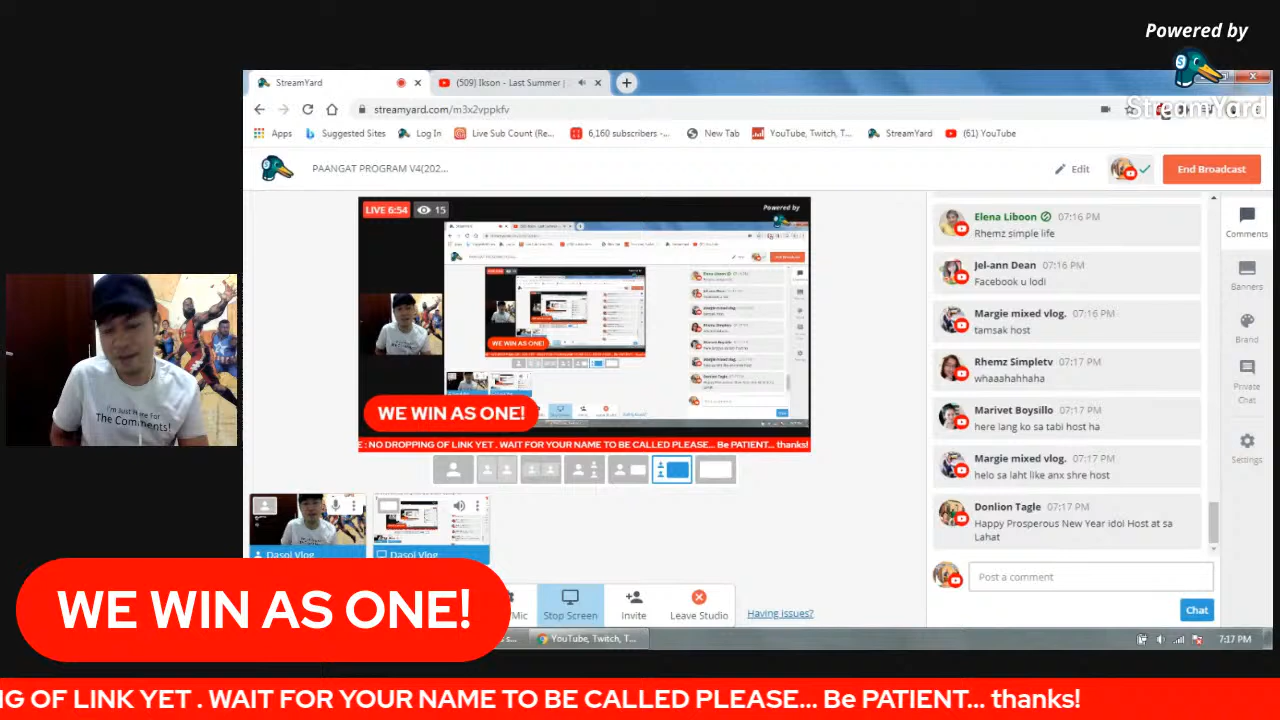 Powered by
StreamYard
StreamYard
(509) Ikson - Last Summer |
streamyard.com/m3x2vppkfv
Apps
Suggested Sites
Log In
Live Sub Count (Re...
6,160 subscribers -...
New Tab
YouTube, Twitch, T...
StreamYard
(61) YouTube
PAANGAT PROGRAM V4(202...
Edit
End Broadcast
LIVE 6:54
15
Powered by
WE WIN AS ONE!
WE WIN AS ONE!
E : NO DROPPING OF LINK YET . WAIT FOR YOUR NAME TO BE CALLED PLEASE... Be PATIENT... thanks!
Elena Liboon 07:16 PM
Rhemz simple life
Jel-ann Dean 07:16 PM
Facebook u lodi
Margie mixed vlog. 07:16 PM
tamsak host
Rhemz Simpletv 07:17 PM
whaaahahhaha
Marivet Boysillo 07:17 PM
here lang ko sa tabi host ha
Margie mixed vlog. 07:17 PM
helo sa laht like anx shre host
Donlion Tagle 07:17 PM
Happy Prosperous New Year idol Host at sa
Lahat
Post a comment
Chat
Comments
Banners
Brand
Private
Chat
Settings
I'm Just Here For
The Comments!
Dasol Vlog
Dasol Vlog
Mic
Stop Screen
Invite
Leave Studio
Having issues?
YouTube, Twitch, T...
7:17 PM
WE WIN AS ONE!
NG OF LINK YET . WAIT FOR YOUR NAME TO BE CALLED PLEASE... Be PATIENT... thanks!